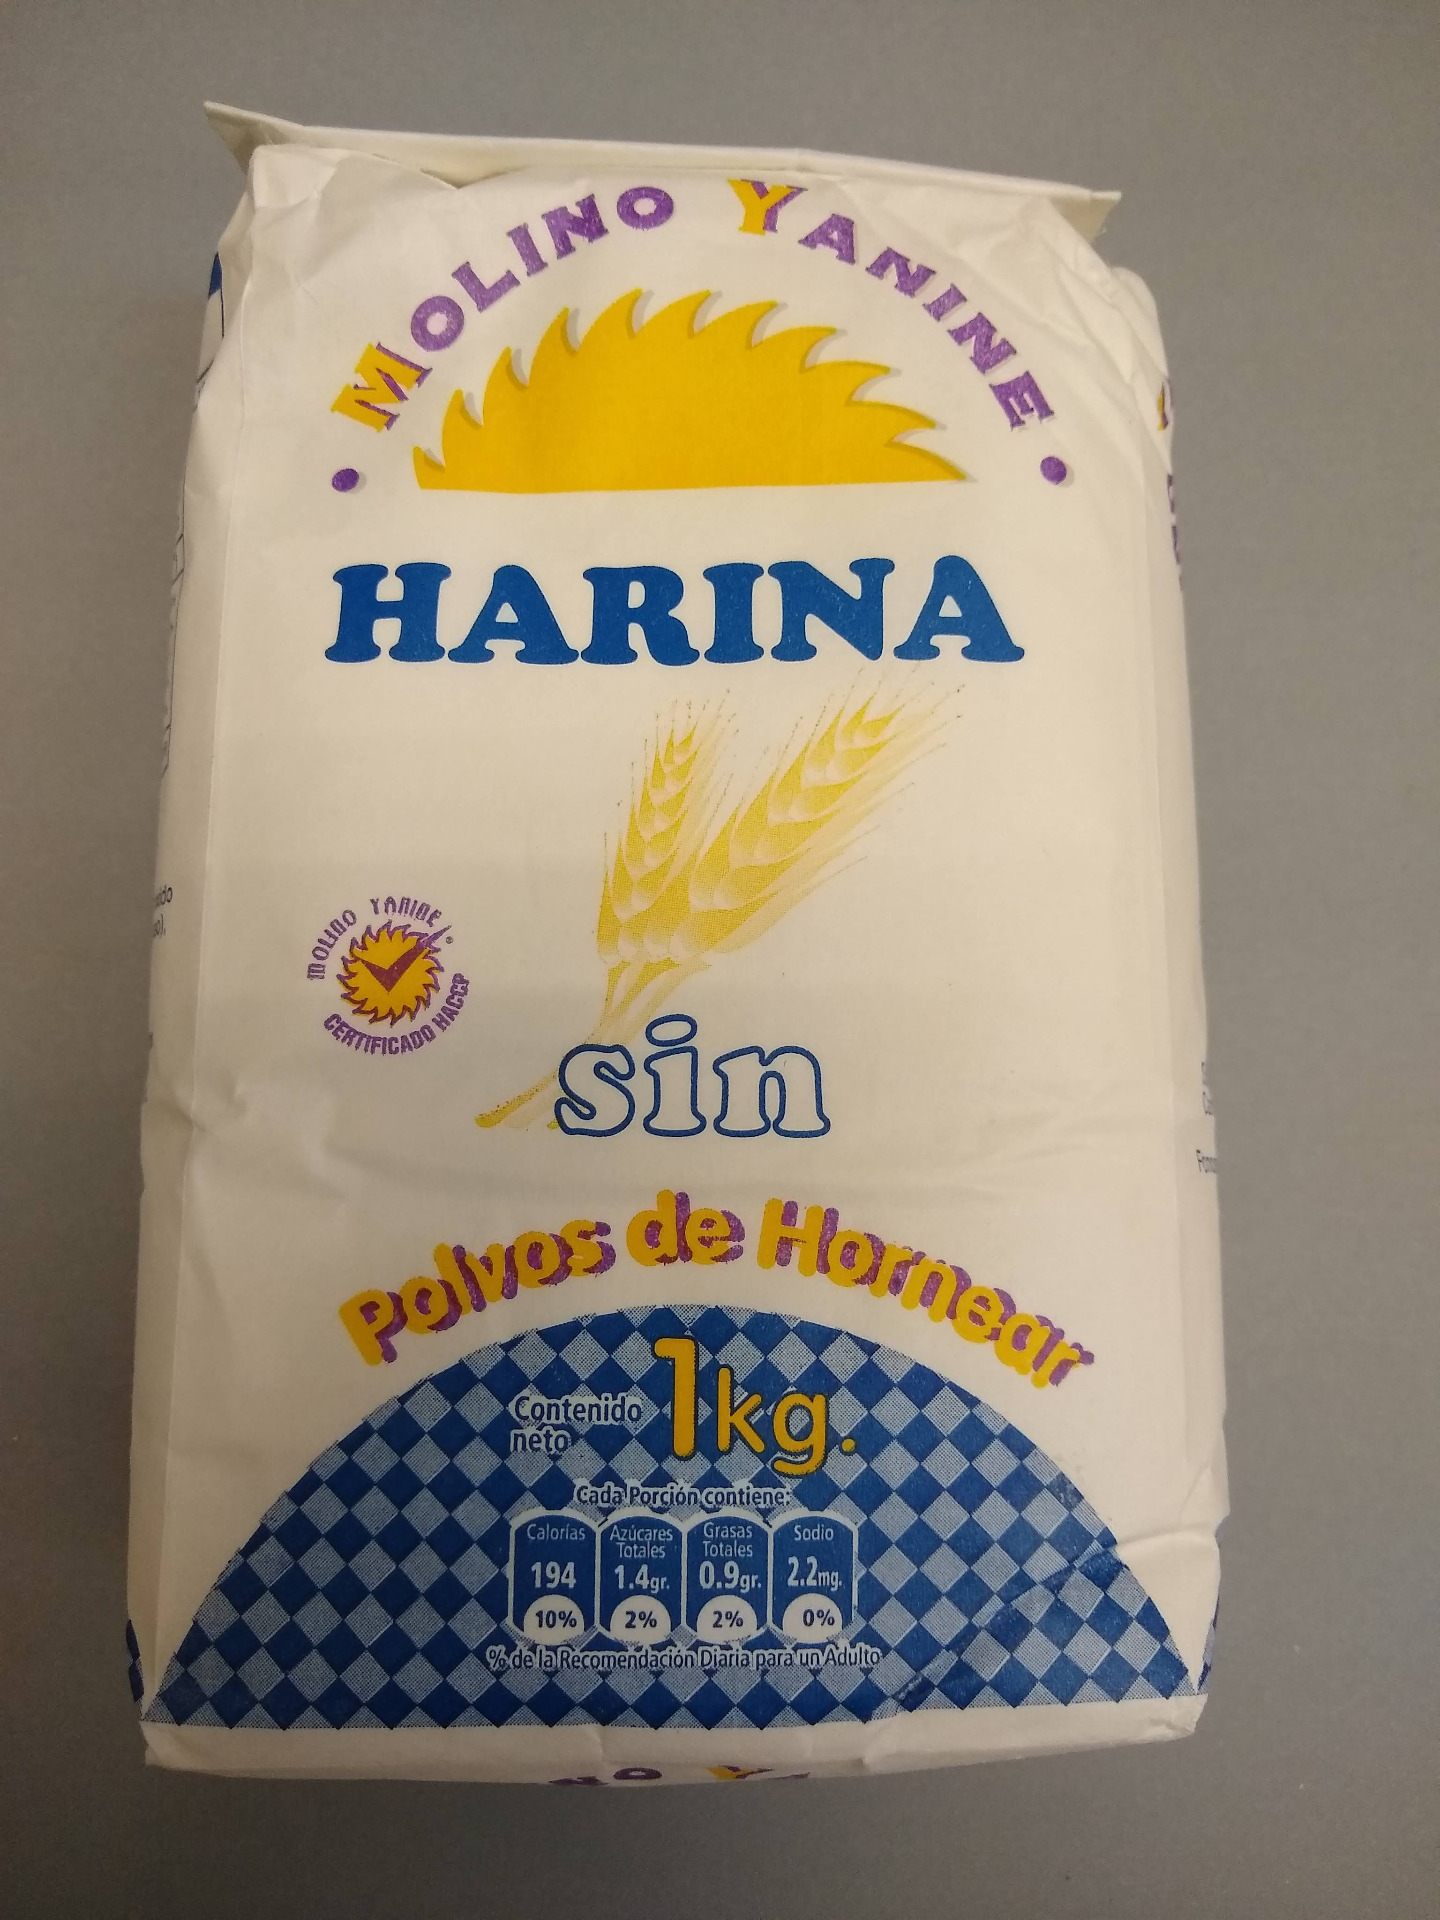 MOLINO YANINE
HARINA
MOLINO YANINE
CERTIFICADO HACCP
sin
Polvos de Hornear
Contenido
neto
1kg.
Cada Porción contiene:
Calorías
194
10%
Azúcares
Totales
1.4gr.
2%
Grasas
Totales
0.9gr.
2%
Sodio
2.2mg.
0%
% de la Recomendación Diaria para un Adulto